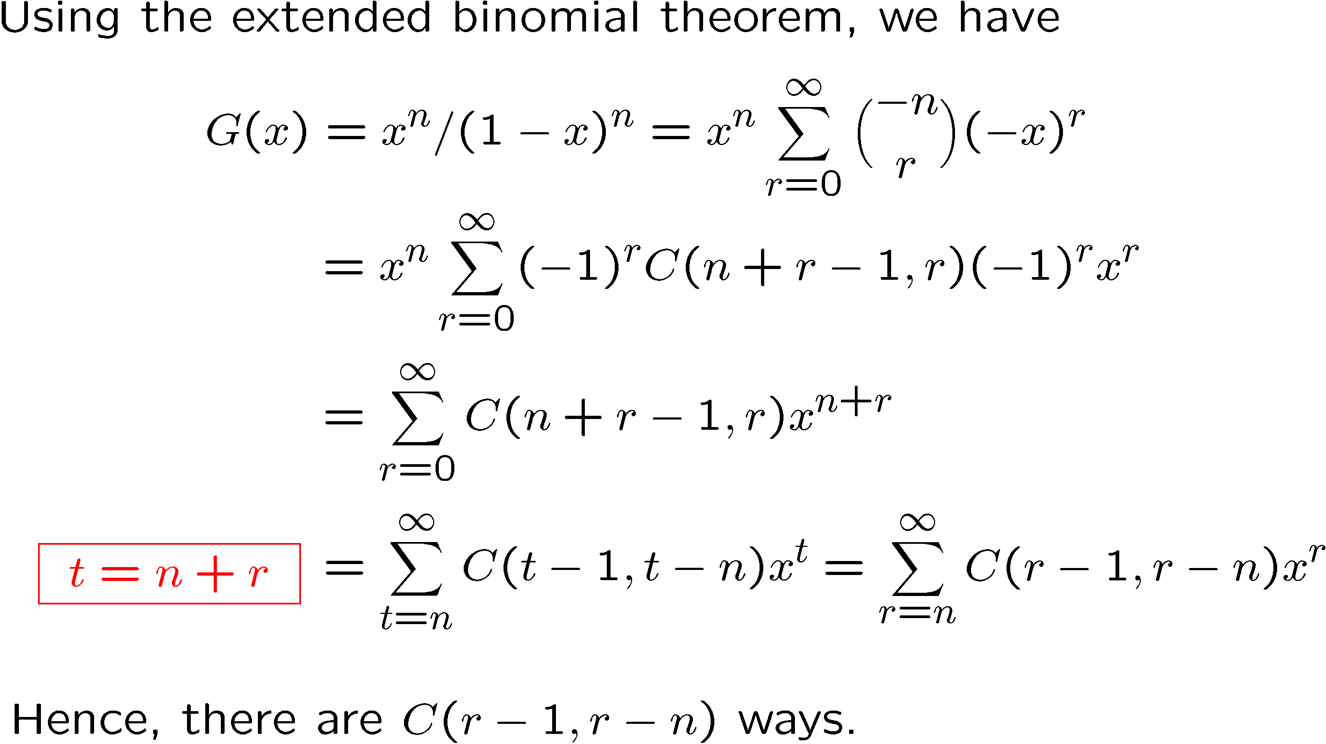 Using the extended binomial theorem, we have
$G(x) = x^n/(1-x)^n = x^n \sum_{r=0}^{\infty} \binom{-n}{r} (-x)^r$
$= x^n \sum_{r=0}^{\infty} (-1)^r C(n+r-1, r)(-1)^r x^r$
$= \sum_{r=0}^{\infty} C(n+r-1, r) x^{n+r}$
$t = n + r$ $= \sum_{t=n}^{\infty} C(t-1, t-n) x^t = \sum_{r=n}^{\infty} C(r-1, r-n) x^r$
Hence, there are $C(r-1, r-n)$ ways.